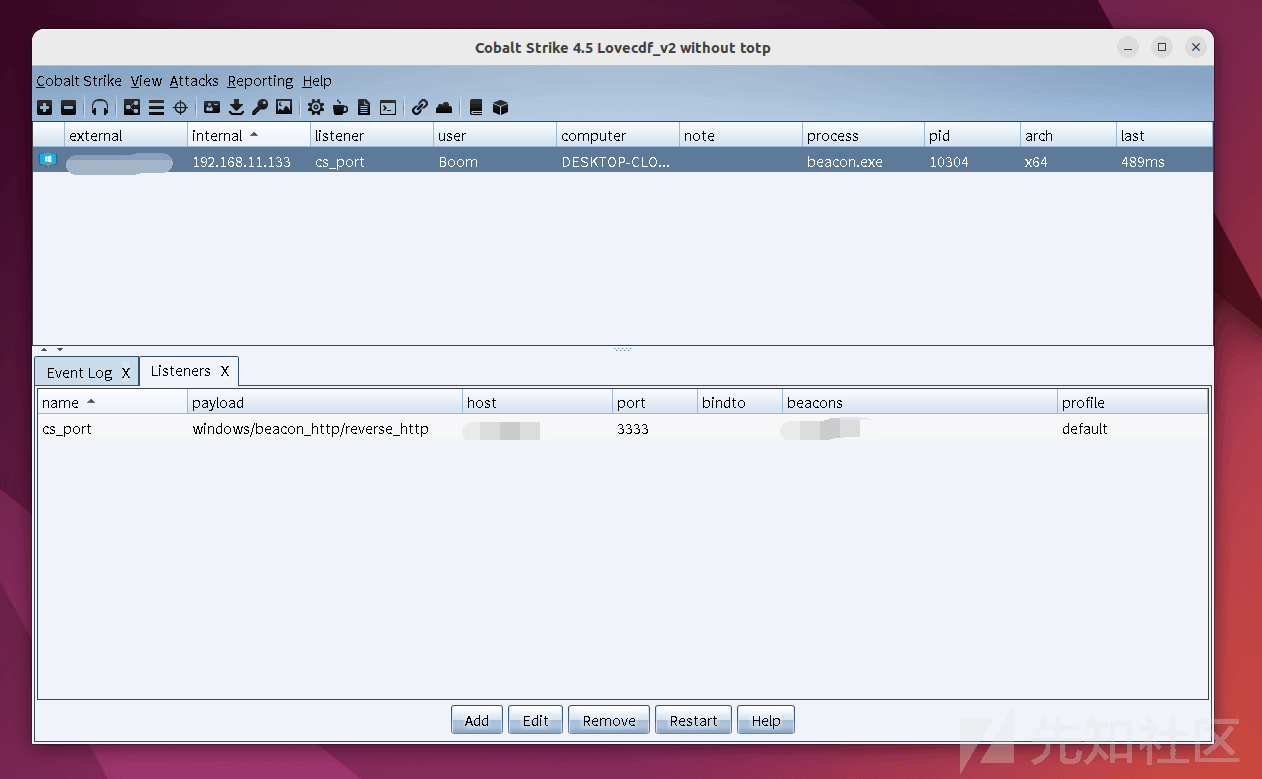 Cobalt Strike 4.5 Lovecdf_v2 without totp
Cobalt Strike View Attacks Reporting Help
external internal listener user computer note process pid arch last
192.168.11.133 cs_port Boom DESKTOP-CLO... beacon.exe 10304 x64 489ms
Event Log X Listeners X
name payload host port bindto beacons profile
cs_port windows/beacon_http/reverse_http 3333 default
Add Edit Remove Restart Help
先知社区